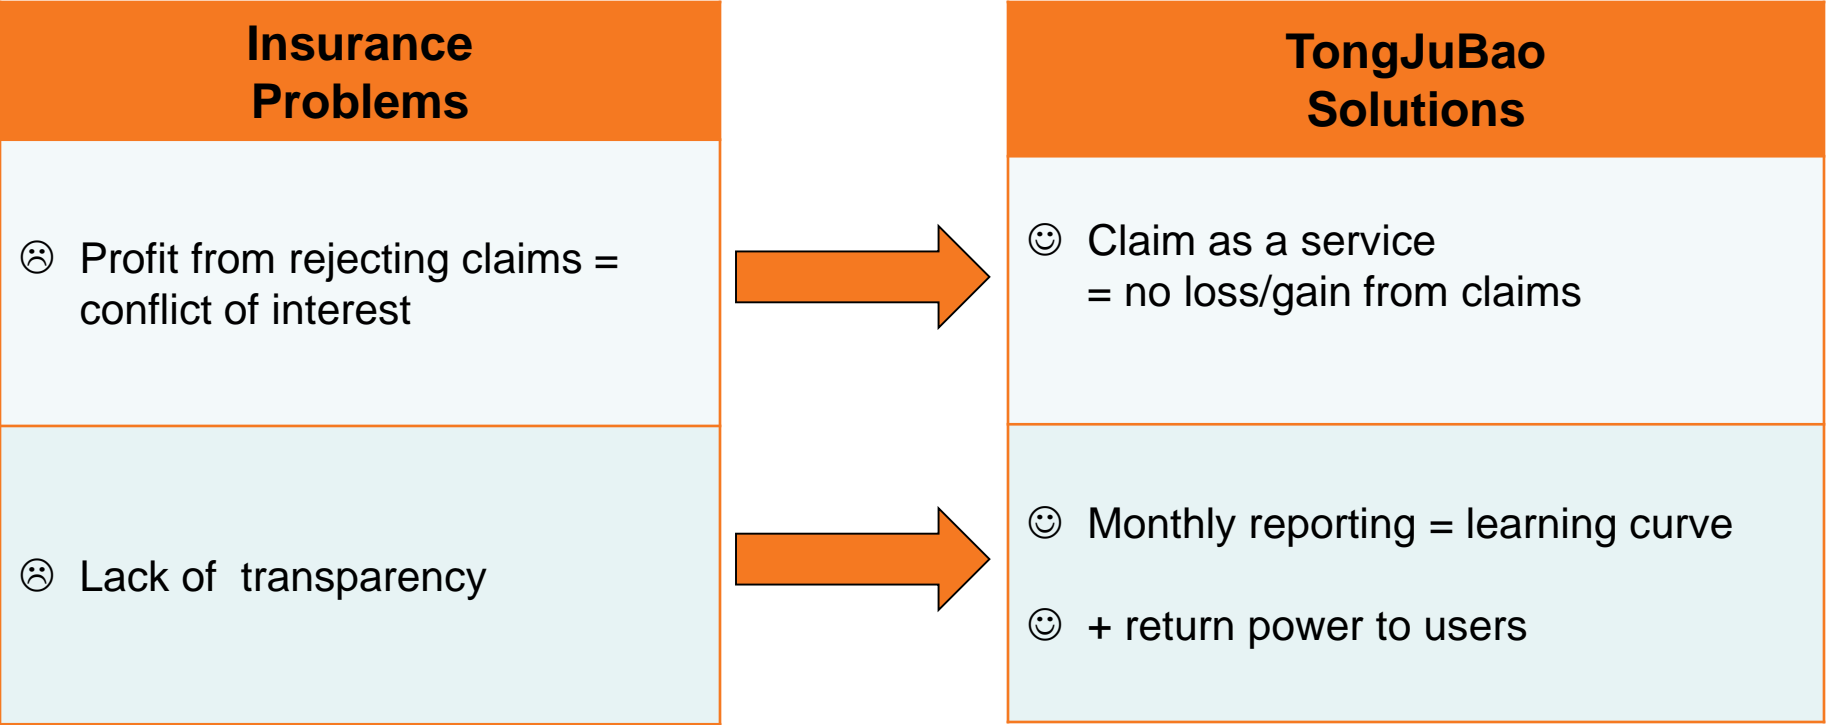 Insurance
Problems
☹ Profit from rejecting claims =
conflict of interest
☹ Lack of  transparency
TongJuBao
Solutions
☺ Claim as a service
= no loss/gain from claims
☺ Monthly reporting = learning curve
☺ + return power to users